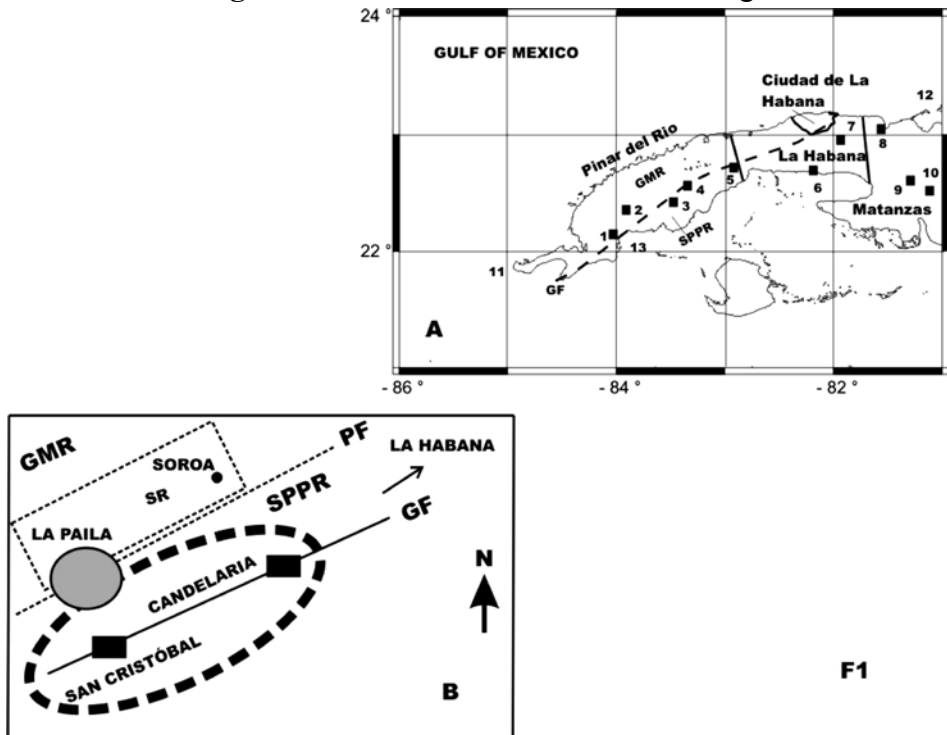 24 °
GULF OF MEXICO
Ciudad de La
Habana
12
7
8
Pinar del Rio
La Habana
GMR
5
4
10
9
6
2
3
Matanzas
SPPR
1
13
22
11
GF
A
- 86 °
- 84 °
- 82 °
GMR
PF
LA HABANA
SOROA
SR
SPPR
GF
LA PAILA
N
CANDELARIA
SAN CRISTÓBAL
B
F1